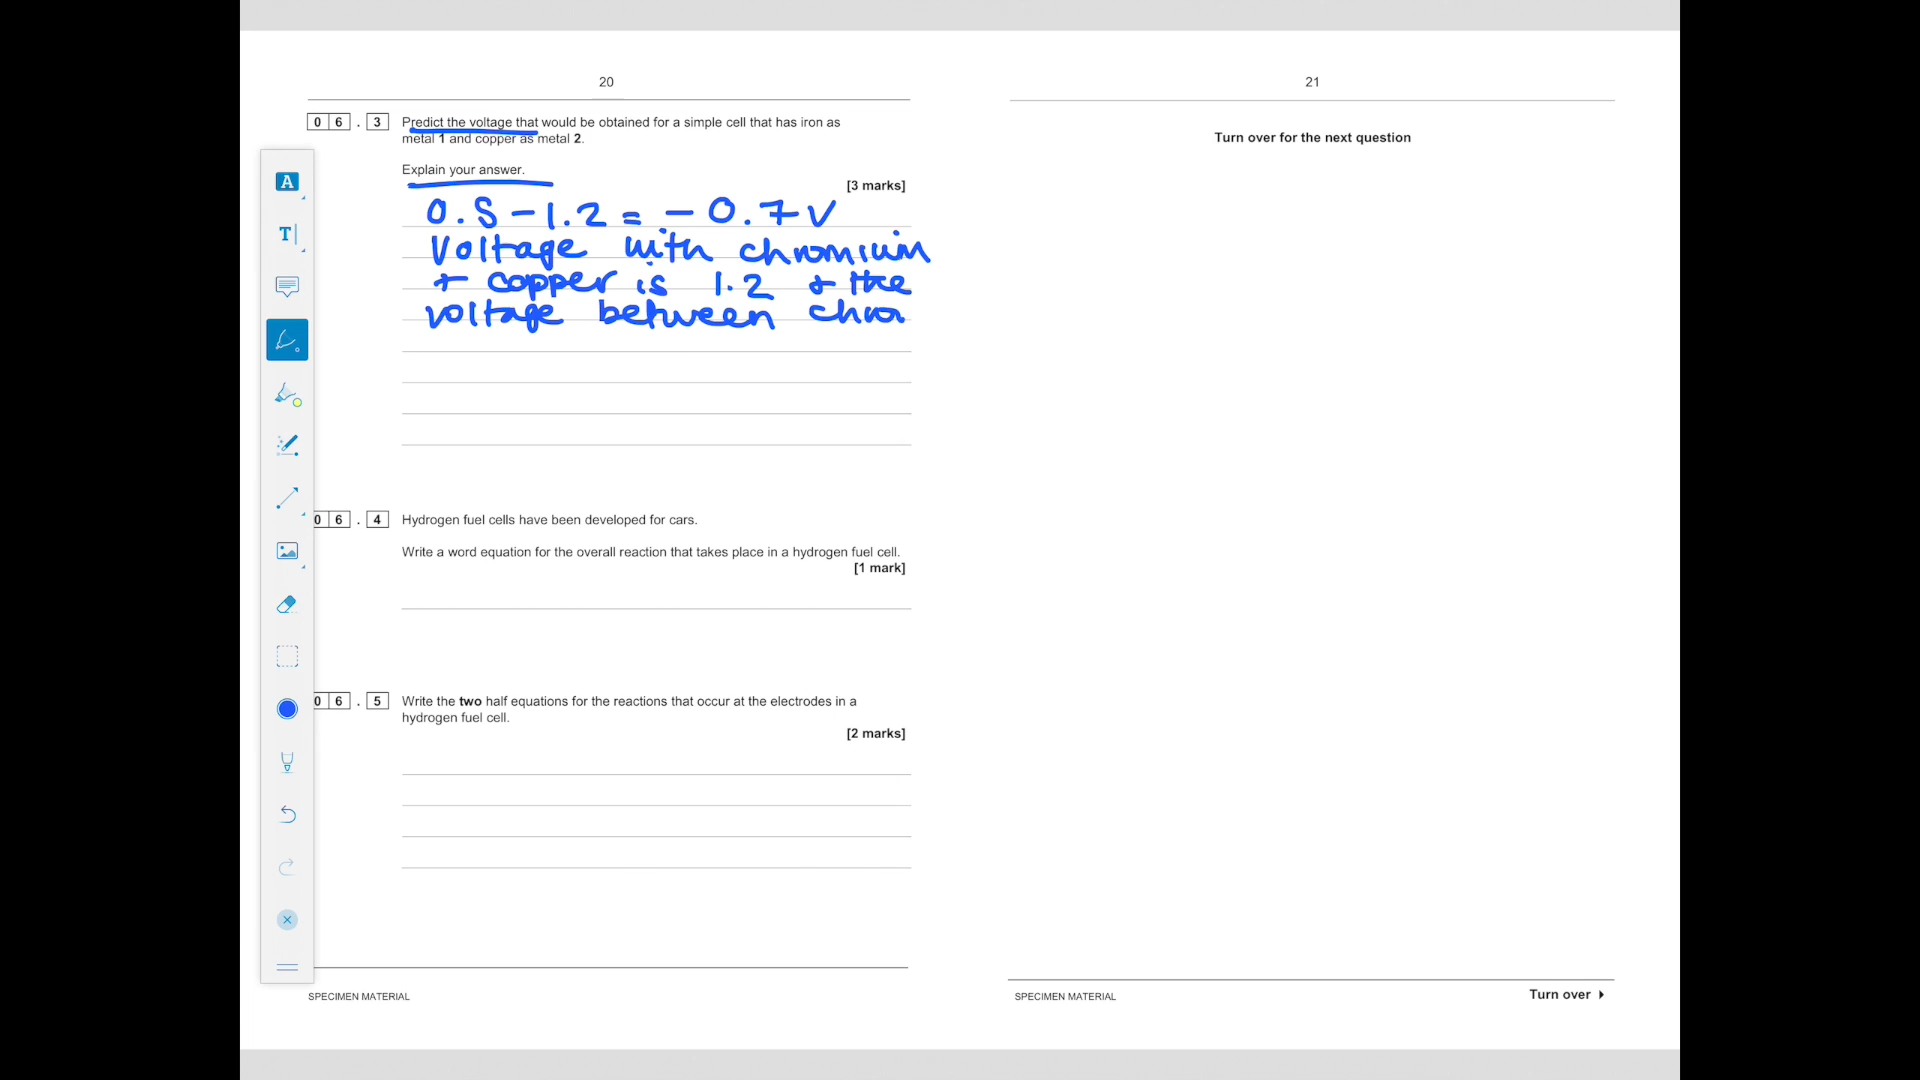 20
0 6 . 3 Predict the voltage that would be obtained for a simple cell that has iron as
metal 1 and copper as metal 2.
Explain your answer.
[3 marks]
0.5 - 1.2 = - 0.7 V
Voltage with chromium
+ copper is 1.2 & the
voltage between chro
0 6 . 4 Hydrogen fuel cells have been developed for cars.
Write a word equation for the overall reaction that takes place in a hydrogen fuel cell.
[1 mark]
0 6 . 5 Write the two half equations for the reactions that occur at the electrodes in a
hydrogen fuel cell.
[2 marks]
SPECIMEN MATERIAL
21
Turn over for the next question
SPECIMEN MATERIAL
Turn over
A
T